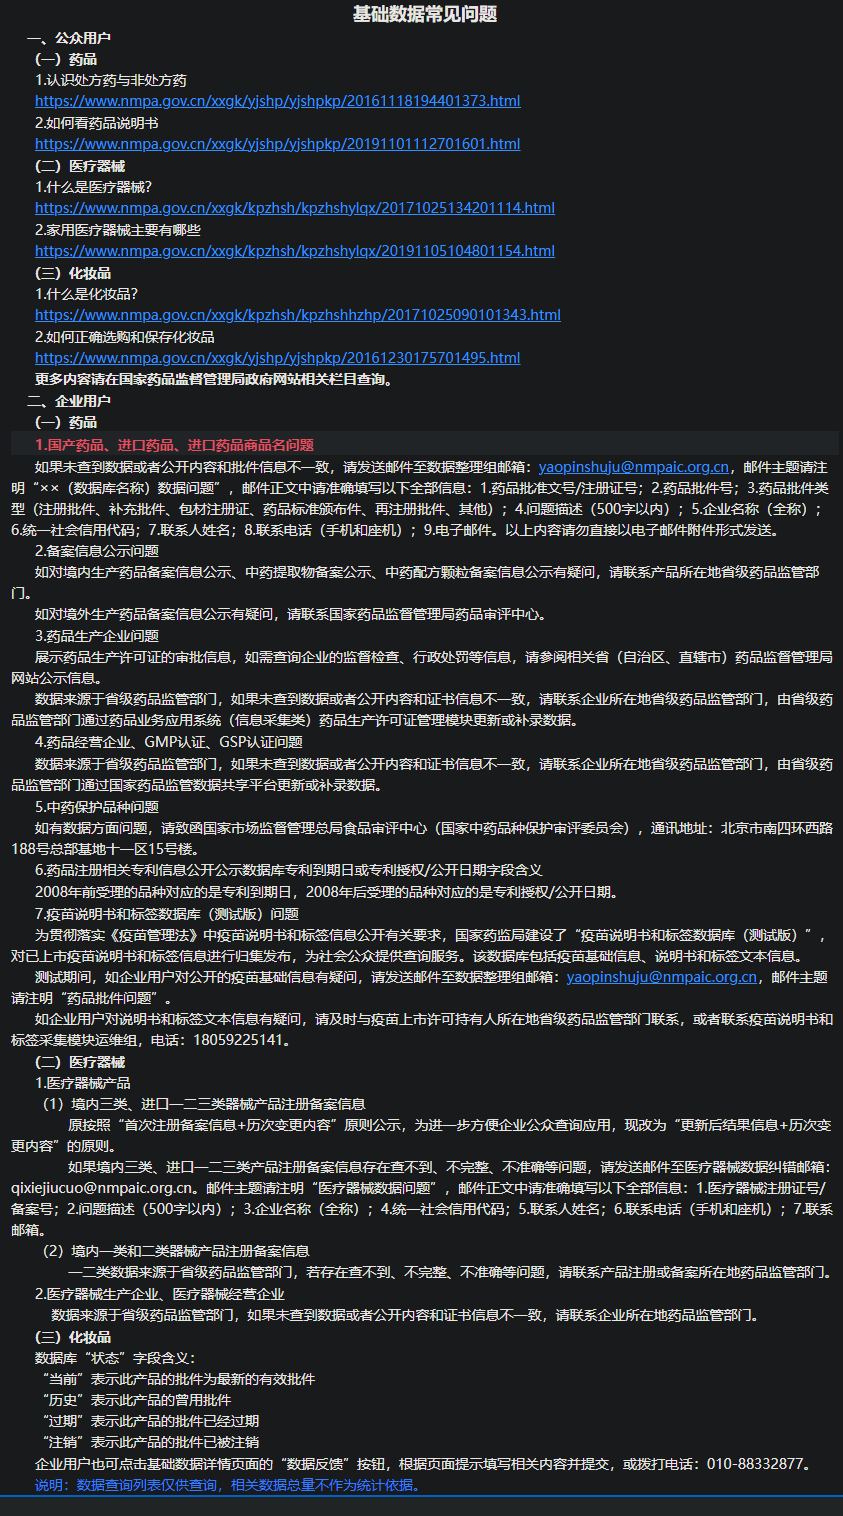 基础数据常见问题
一、公众用户
（一）药品
1.认识处方药与非处方药
https://www.nmpa.gov.cn/xxgk/yjshp/yjshpkp/20161118194401373.html
2.如何看药品说明书
https://www.nmpa.gov.cn/xxgk/yjshp/yjshpkp/20191101112701601.html
（二）医疗器械
1.什么是医疗器械？
https://www.nmpa.gov.cn/xxgk/kpzhsh/kpzhshylqx/20171025134201114.html
2.家用医疗器械主要有哪些
https://www.nmpa.gov.cn/xxgk/kpzhsh/kpzhshylqx/20191105104801154.html
（三）化妆品
1.什么是化妆品？
https://www.nmpa.gov.cn/xxgk/kpzhsh/kpzhshhzhp/20171025090101343.html
2.如何正确选购和保存化妆品
https://www.nmpa.gov.cn/xxgk/yjshp/yjshpkp/20161230175701495.html
更多内容请在国家药品监督管理局政府网站相关栏目查询。
二、企业用户
（一）药品
1.国产药品、进口药品、进口药品商品名问题
如果未查到数据或者公开内容和批件信息不一致，请发送邮件至数据整理组邮箱：yaopinshuju@nmpaic.org.cn，邮件主题请注
明“××（数据库名称）数据问题”，邮件正文中请准确填写以下全部信息：1.药品批准文号/注册证号；2.药品批件号；3.药品批件类
型（注册批件、补充批件、包材注册证、药品标准颁布件、再注册批件、其他）；4.问题描述（500字以内）；5.企业名称（全称）；
6.统一社会信用代码；7.联系人姓名；8.联系电话（手机和座机）；9.电子邮件。以上内容请勿直接以电子邮件附件形式发送。
2.备案信息公示问题
如对境内生产药品备案信息公示、中药提取物备案公示、中药配方颗粒备案信息公示有疑问，请联系产品所在地省级药品监管部
门。
如对境外生产药品备案信息公示有疑问，请联系国家药品监督管理局药品审评中心。
3.药品生产企业问题
展示药品生产许可证的审批信息，如需查询企业的监督检查、行政处罚等信息，请参阅相关省（自治区、直辖市）药品监督管理局
网站公示信息。
数据来源于省级药品监管部门，如果未查到数据或者公开内容和证书信息不一致，请联系企业所在地省级药品监管部门，由省级药
品监管部门通过药品业务应用系统（信息采集类）药品生产许可证管理模块更新或补录数据。
4.药品经营企业、GMP认证、GSP认证问题
数据来源于省级药品监管部门，如果未查到数据或者公开内容和证书信息不一致，请联系企业所在地省级药品监管部门，由省级药
品监管部门通过国家药品监管数据共享平台更新或补录数据。
5.中药保护品种问题
如有数据方面问题，请致函国家市场监督管理总局食品审评中心（国家中药品种保护审评委员会），通讯地址：北京市南四环西路
188号总部基地十一区15号楼。
6.药品注册相关专利信息公开公示数据库专利到期日或专利授权/公开日期字段含义
2008年前受理的品种对应的是专利到期日，2008年后受理的品种对应的是专利授权/公开日期。
7.疫苗说明书和标签数据库（测试版）问题
为贯彻落实《疫苗管理法》中疫苗说明书和标签信息公开有关要求，国家药监局建设了“疫苗说明书和标签数据库（测试版）”，
对已上市疫苗说明书和标签信息进行归集发布，为社会公众提供查询服务。该数据库包括疫苗基础信息、说明书和标签文本信息。
测试期间，如企业用户对公开的疫苗基础信息有疑问，请发送邮件至数据整理组邮箱：yaopinshuju@nmpaic.org.cn，邮件主题
请注明“药品批件问题”。
如企业用户对说明书和标签文本信息有疑问，请及时与疫苗上市许可持有人所在地省级药品监管部门联系，或者联系疫苗说明书和
标签采集模块运维组，电话：18059225141。
（二）医疗器械
1.医疗器械产品
（1）境内三类、进口一二三类器械产品注册备案信息
原按照“首次注册备案信息+历次变更内容”原则公示，为进一步方便企业公众查询应用，现改为“更新后结果信息+历次变
更内容”的原则。
如果境内三类、进口一二三类产品注册备案信息存在查不到、不完整、不准确等问题，请发送邮件至医疗器械数据纠错邮箱：
qixiejiucuo@nmpaic.org.cn。邮件主题请注明“医疗器械数据问题”，邮件正文中请准确填写以下全部信息：1.医疗器械注册证号/
备案号；2.问题描述（500字以内）；3.企业名称（全称）；4.统一社会信用代码；5.联系人姓名；6.联系电话（手机和座机）；7.联系
邮箱。
（2）境内一类和二类器械产品注册备案信息
一二类数据来源于省级药品监管部门，若存在查不到、不完整、不准确等问题，请联系产品注册或备案所在地药品监管部门。
2.医疗器械生产企业、医疗器械经营企业
数据来源于省级药品监管部门，如果未查到数据或者公开内容和证书信息不一致，请联系企业所在地药品监管部门。
（三）化妆品
数据库“状态”字段含义：
“当前”表示此产品的批件为最新的有效批件
“历史”表示此产品的曾用批件
“过期”表示此产品的批件已经过期
“注销”表示此产品的批件已被注销
企业用户也可点击基础数据详情页面的“数据反馈”按钮，根据页面提示填写相关内容并提交，或拨打电话：010-88332877。
说明：数据查询列表仅供查询，相关数据总量不作为统计依据。